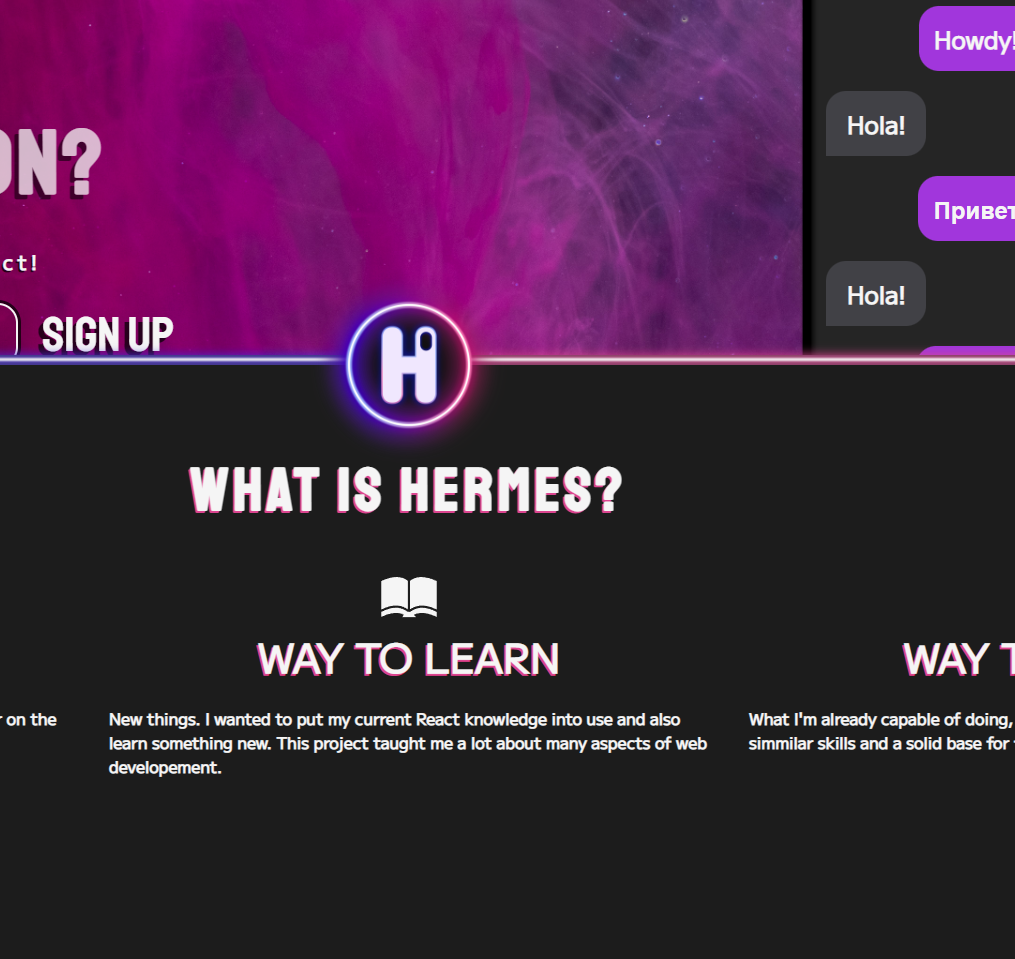 Howdy!
Hola!
ON?
Привет
ct!
Hola!
SIGN UP
H
WHAT IS HERMES?
WAY TO LEARN
WAY T
r on the
New things. I wanted to put my current React knowledge into use and also
learn something new. This project taught me a lot about many aspects of web
developement.
What I'm already capable of doing,
simmilar skills and a solid base for